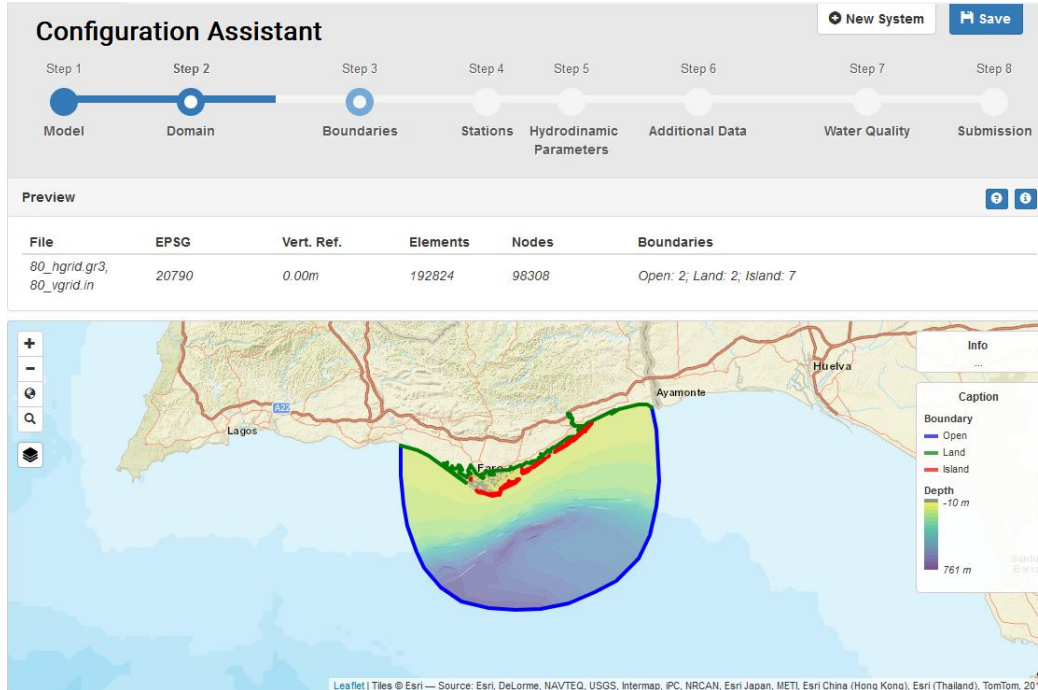 Configuration Assistant
New System
Save
Step 1
Step 2
Step 3
Step 4
Step 5
Step 6
Step 7
Step 8
Model
Domain
Boundaries
Stations
Hydrodinamic
Parameters
Additional Data
Water Quality
Submission
Preview
File EPSG Vert. Ref. Elements Nodes Boundaries
80_hgrid.gr3,
80_vgrid.in
20790 0.00m 192824 98308 Open: 2; Land: 2; Island: 7
+
−
Info
...
Huelva
Ayamonte
A22
Lagos
Faro
Caption
Boundary
Open
Land
Island
Depth
-10 m
761 m
Leaflet | Tiles © Esri — Source: Esri, DeLorme, NAVTEQ, USGS, Intermap, iPC, NRCAN, Esri Japan, METI, Esri China (Hong Kong), Esri (Thailand), TomTom, 201